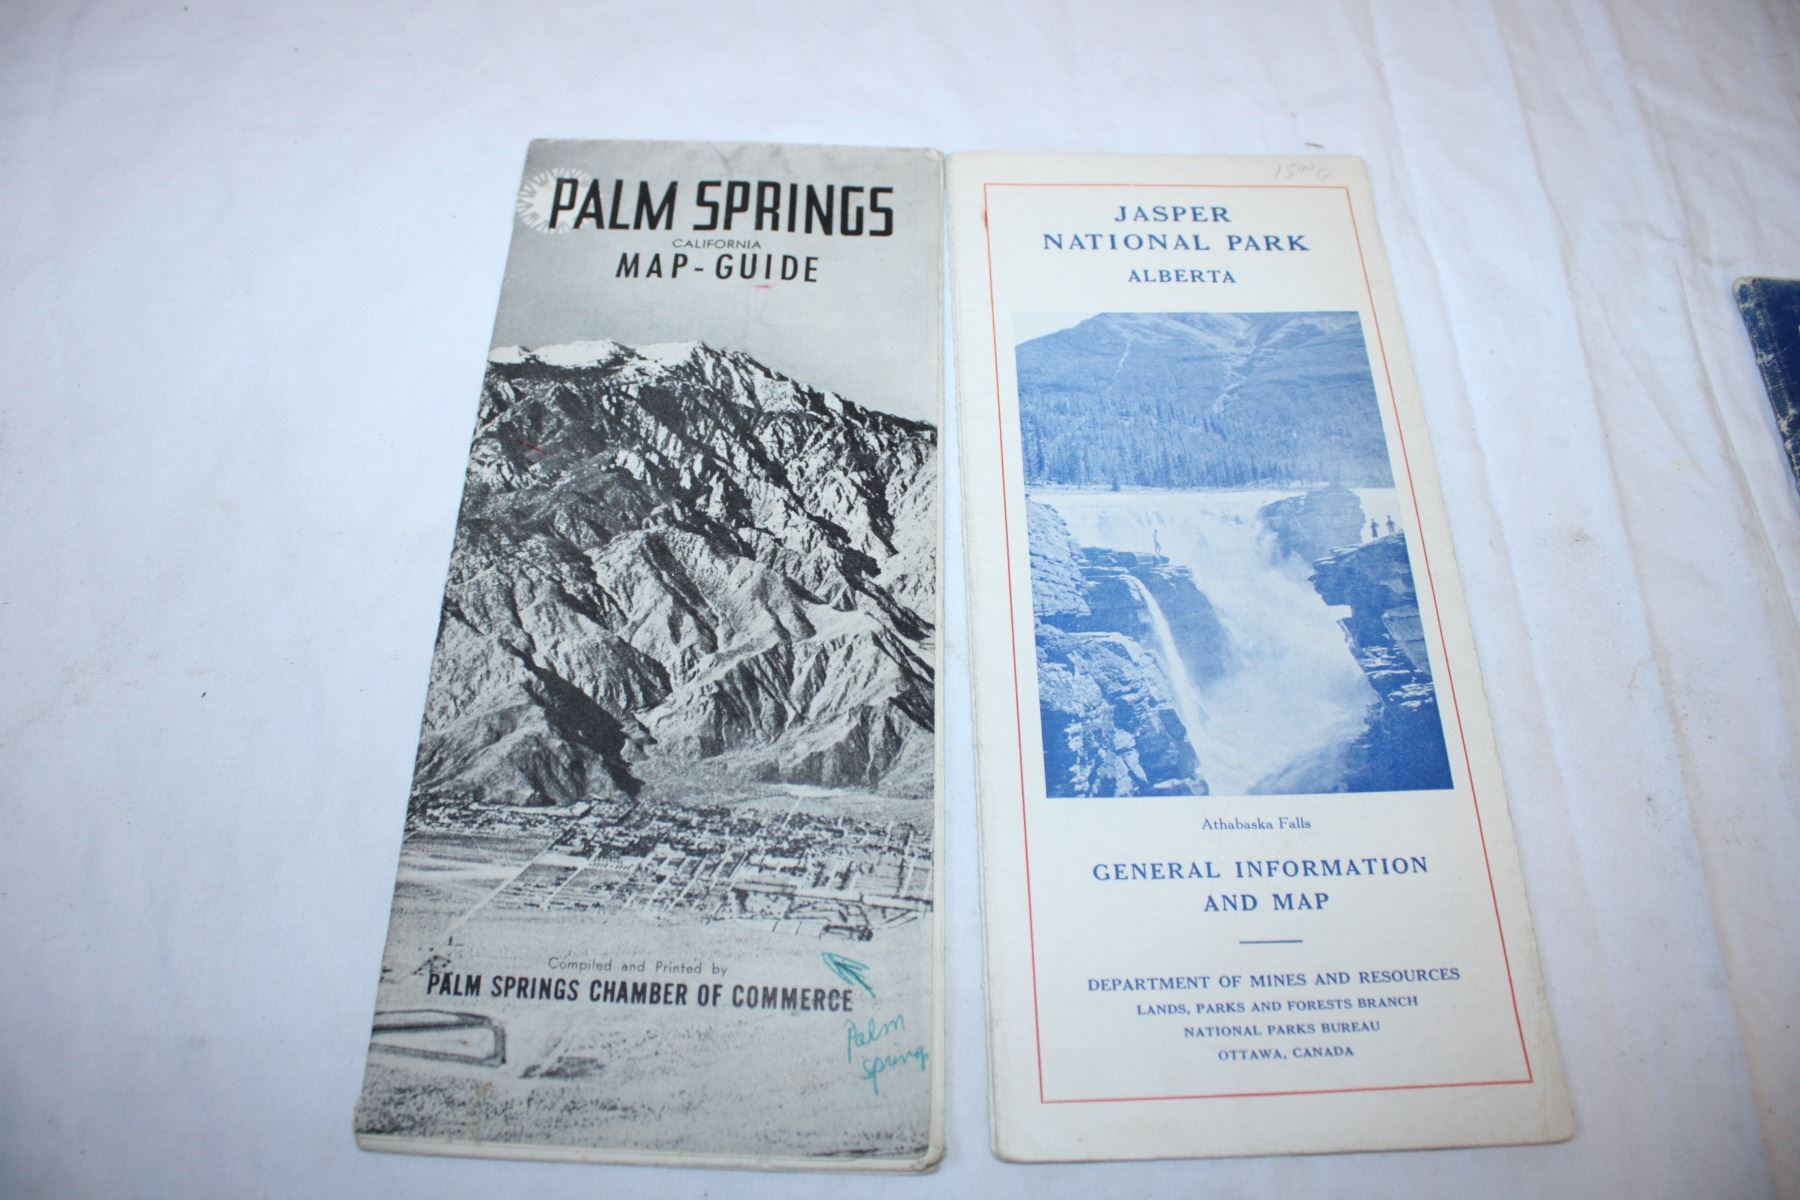 PALM SPRINGS
CALIFORNIA
MAP-GUIDE
Compiled and Printed by
PALM SPRINGS CHAMBER OF COMMERCE
Palm
Springs
JASPER
NATIONAL PARK
ALBERTA
Athabaska Falls
GENERAL INFORMATION
AND MAP
DEPARTMENT OF MINES AND RESOURCES
LANDS, PARKS AND FORESTS BRANCH
NATIONAL PARKS BUREAU
OTTAWA, CANADA